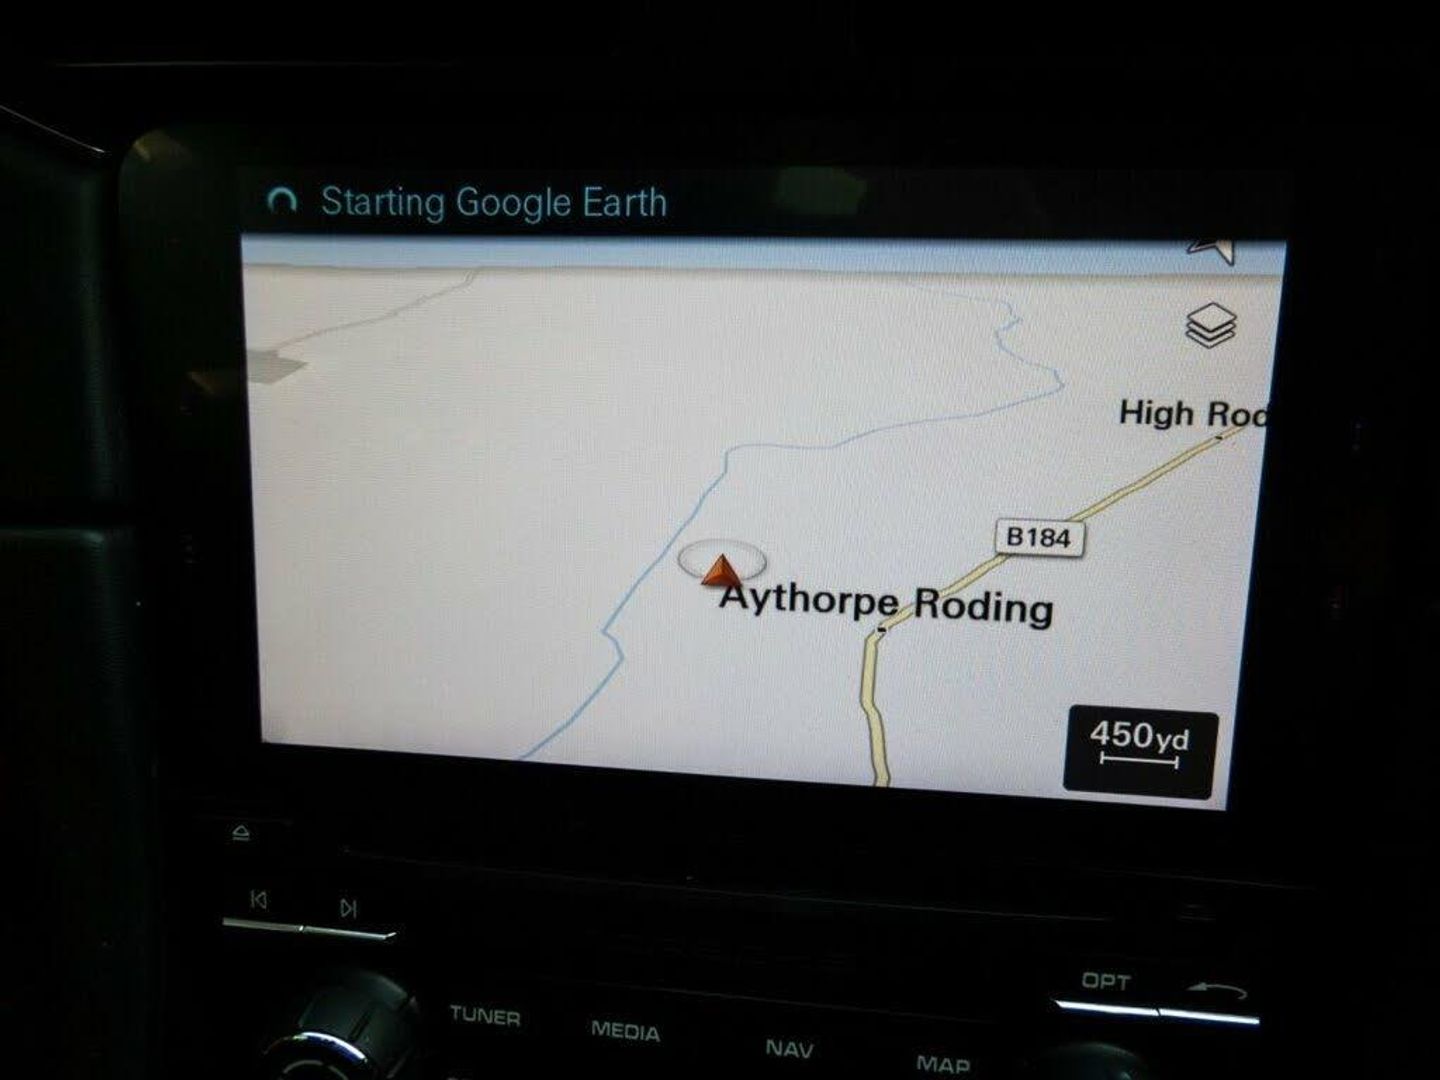 Starting Google Earth
High Rod
B184
Aythorpe Roding
450yd
OPT
TUNER
MEDIA
NAV
MAP